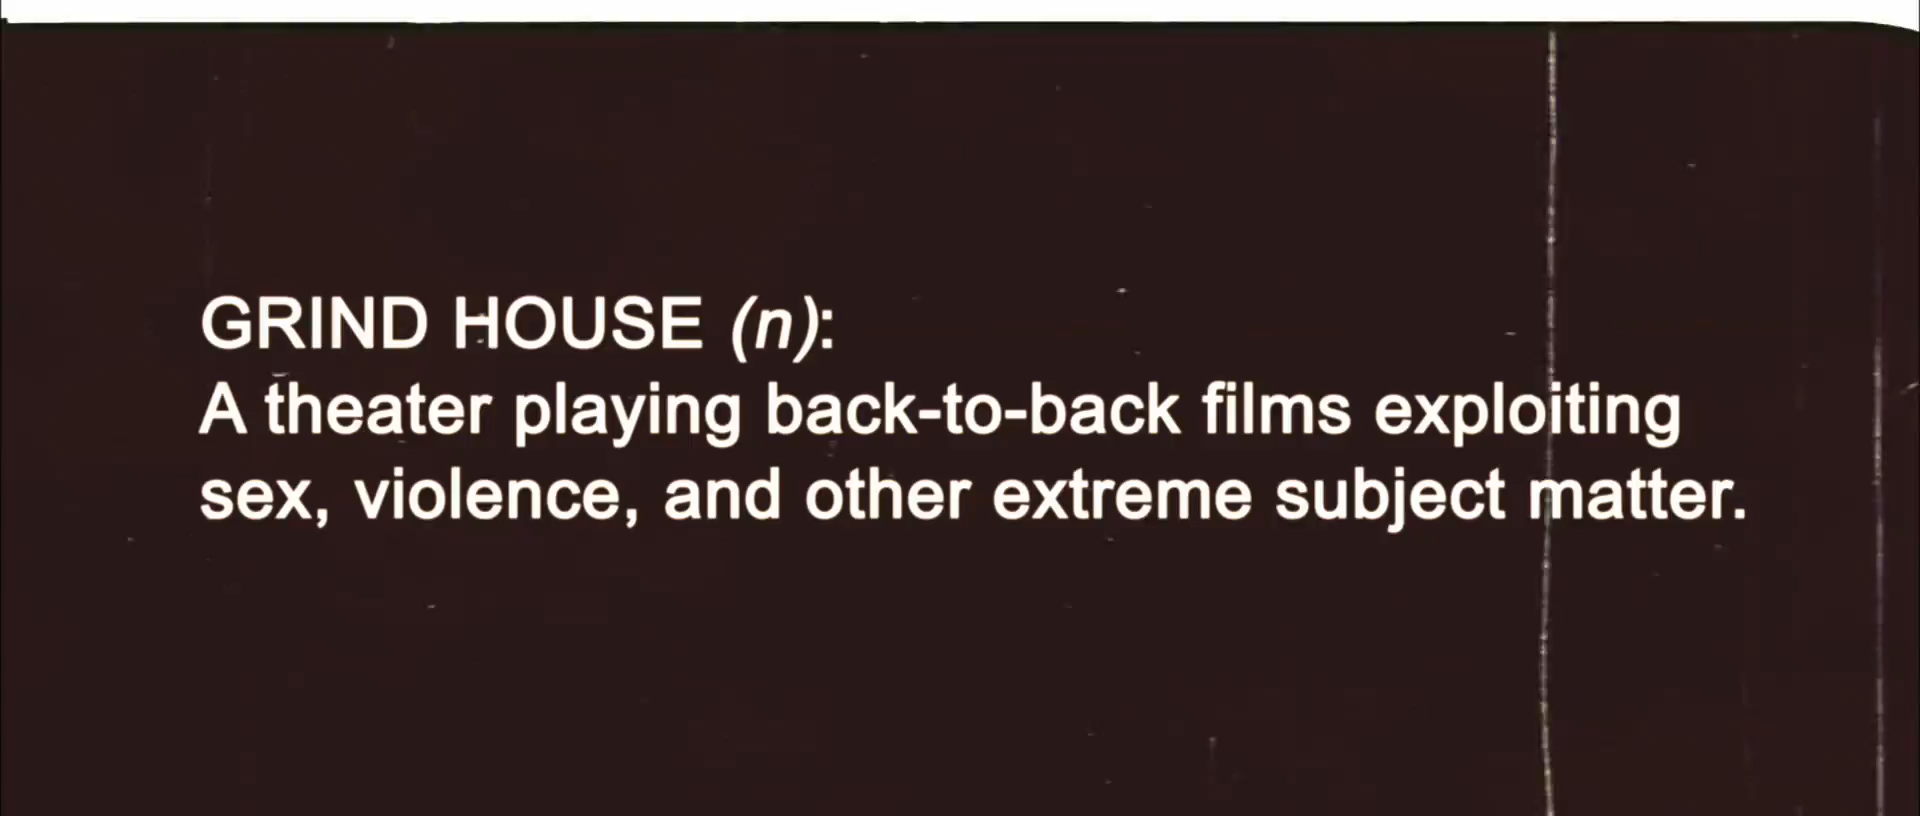 GRIND HOUSE (n):
A theater playing back-to-back films exploiting
sex, violence, and other extreme subject matter.